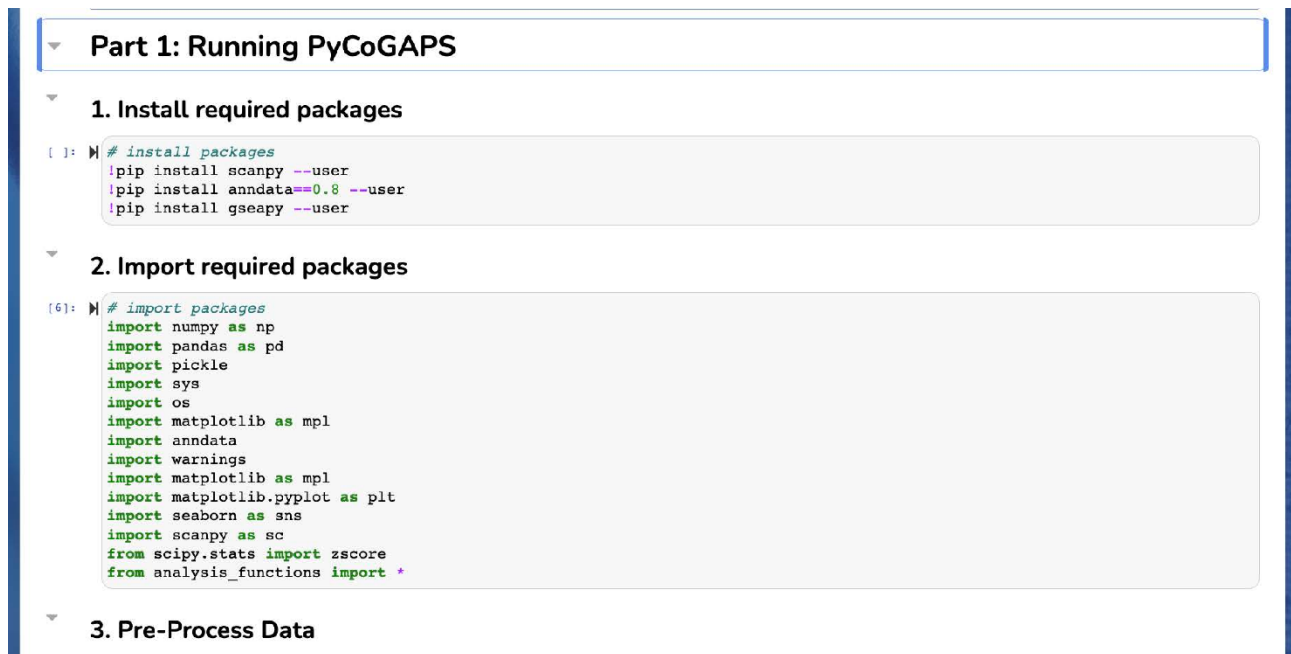 Part 1: Running PyCoGAPS
1. Install required packages
[ ]:
# install packages
!pip install scanpy --user
!pip install anndata==0.8 --user
!pip install gseapy --user
2. Import required packages
[6]:
# import packages
import numpy as np
import pandas as pd
import pickle
import sys
import os
import matplotlib as mpl
import anndata
import warnings
import matplotlib as mpl
import matplotlib.pyplot as plt
import seaborn as sns
import scanpy as sc
from scipy.stats import zscore
from analysis_functions import *
3. Pre-Process Data